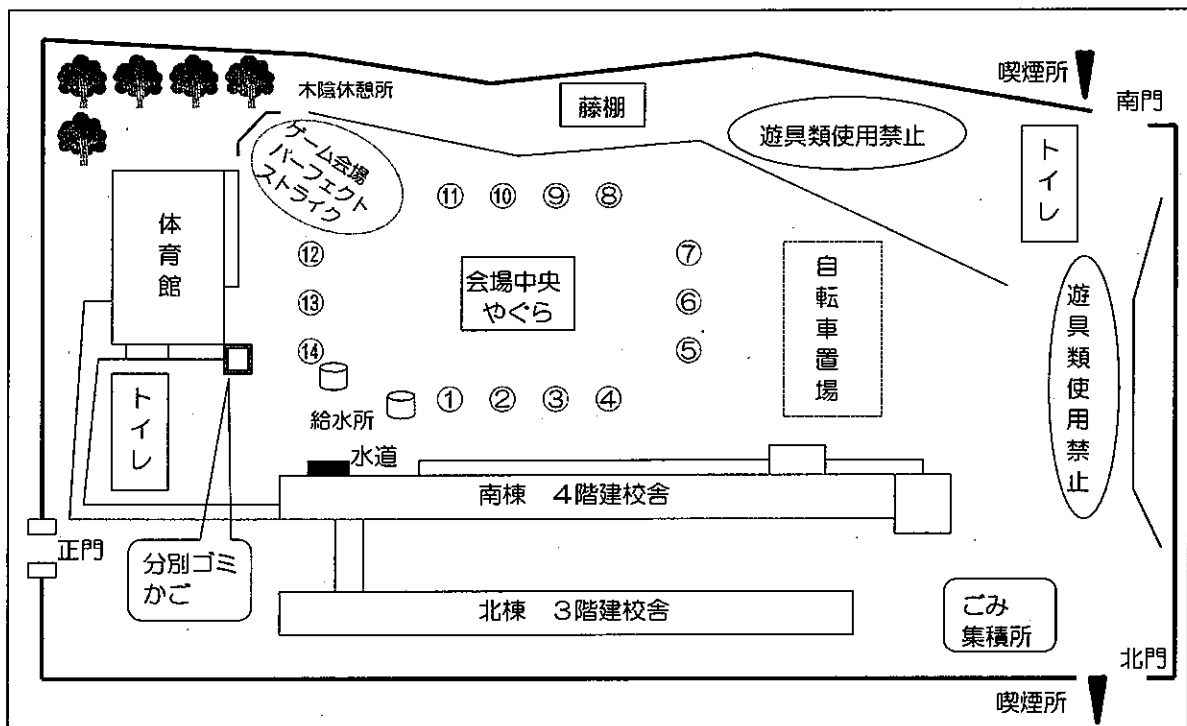 喫煙所
南門
木陰休憩所
藤棚
遊具類使用禁止
トイレ
ゲーム会場
パーフェクト
ストライク
⑪ ⑩ ⑨ ⑧
体育館
⑫
⑬
⑭
会場中央
やぐら
⑦
⑥
⑤
自転車置場
遊具類使用禁止
トイレ
給水所
① ② ③ ④
水道
南棟 4階建校舎
正門
分別ゴミ
かご
北棟 3階建校舎
ごみ
集積所
北門
喫煙所